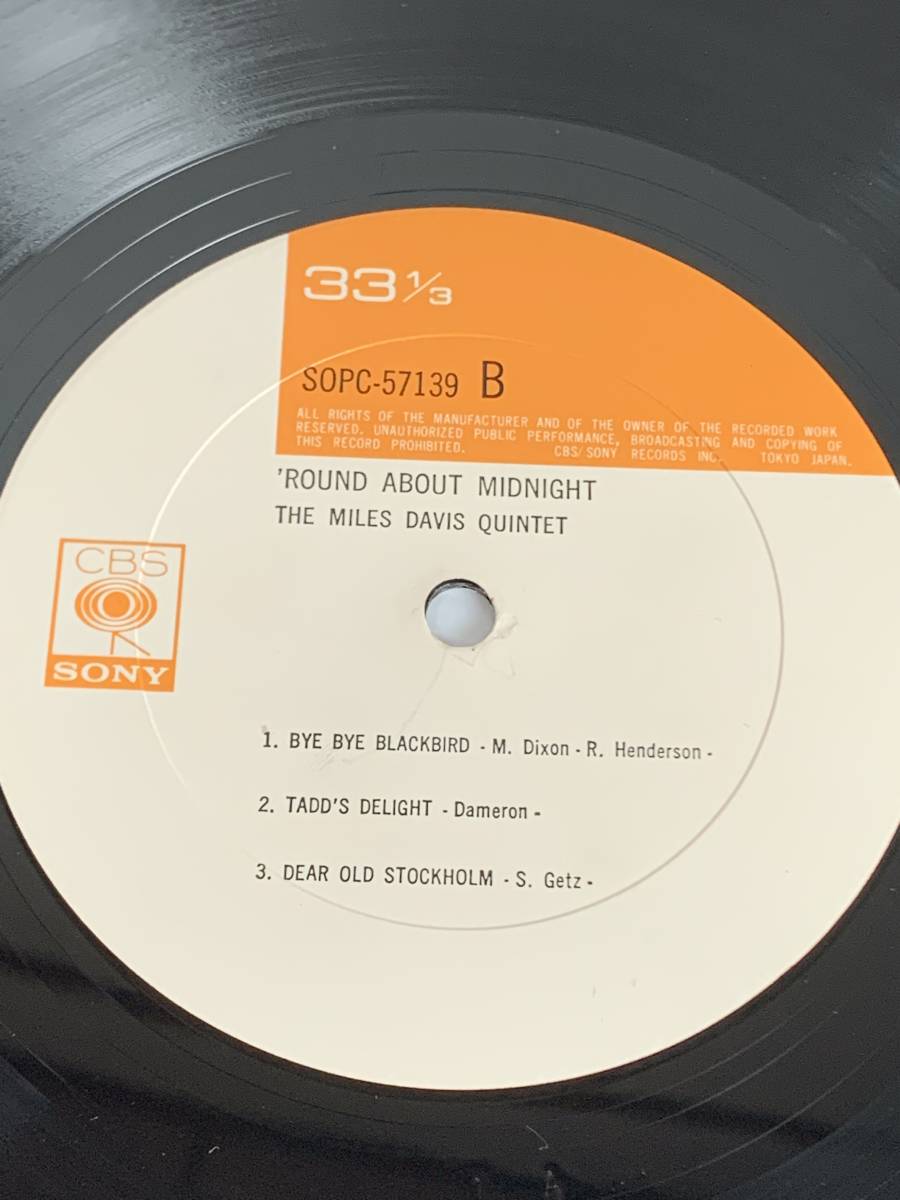 33 1/3
SOPC-57139 B
ALL RIGHTS OF THE MANUFACTURER AND OF THE OWNER OF THE RECORDED WORK
RESERVED. UNAUTHORIZED PUBLIC PERFORMANCE, BROADCASTING AND COPYING OF
THIS RECORD PROHIBITED. CBS/SONY RECORDS INC. TOKYO JAPAN.
'ROUND ABOUT MIDNIGHT
THE MILES DAVIS QUINTET
CBS
SONY
1. BYE BYE BLACKBIRD - M. Dixon - R. Henderson -
2. TADD'S DELIGHT - Dameron -
3. DEAR OLD STOCKHOLM - S. Getz -